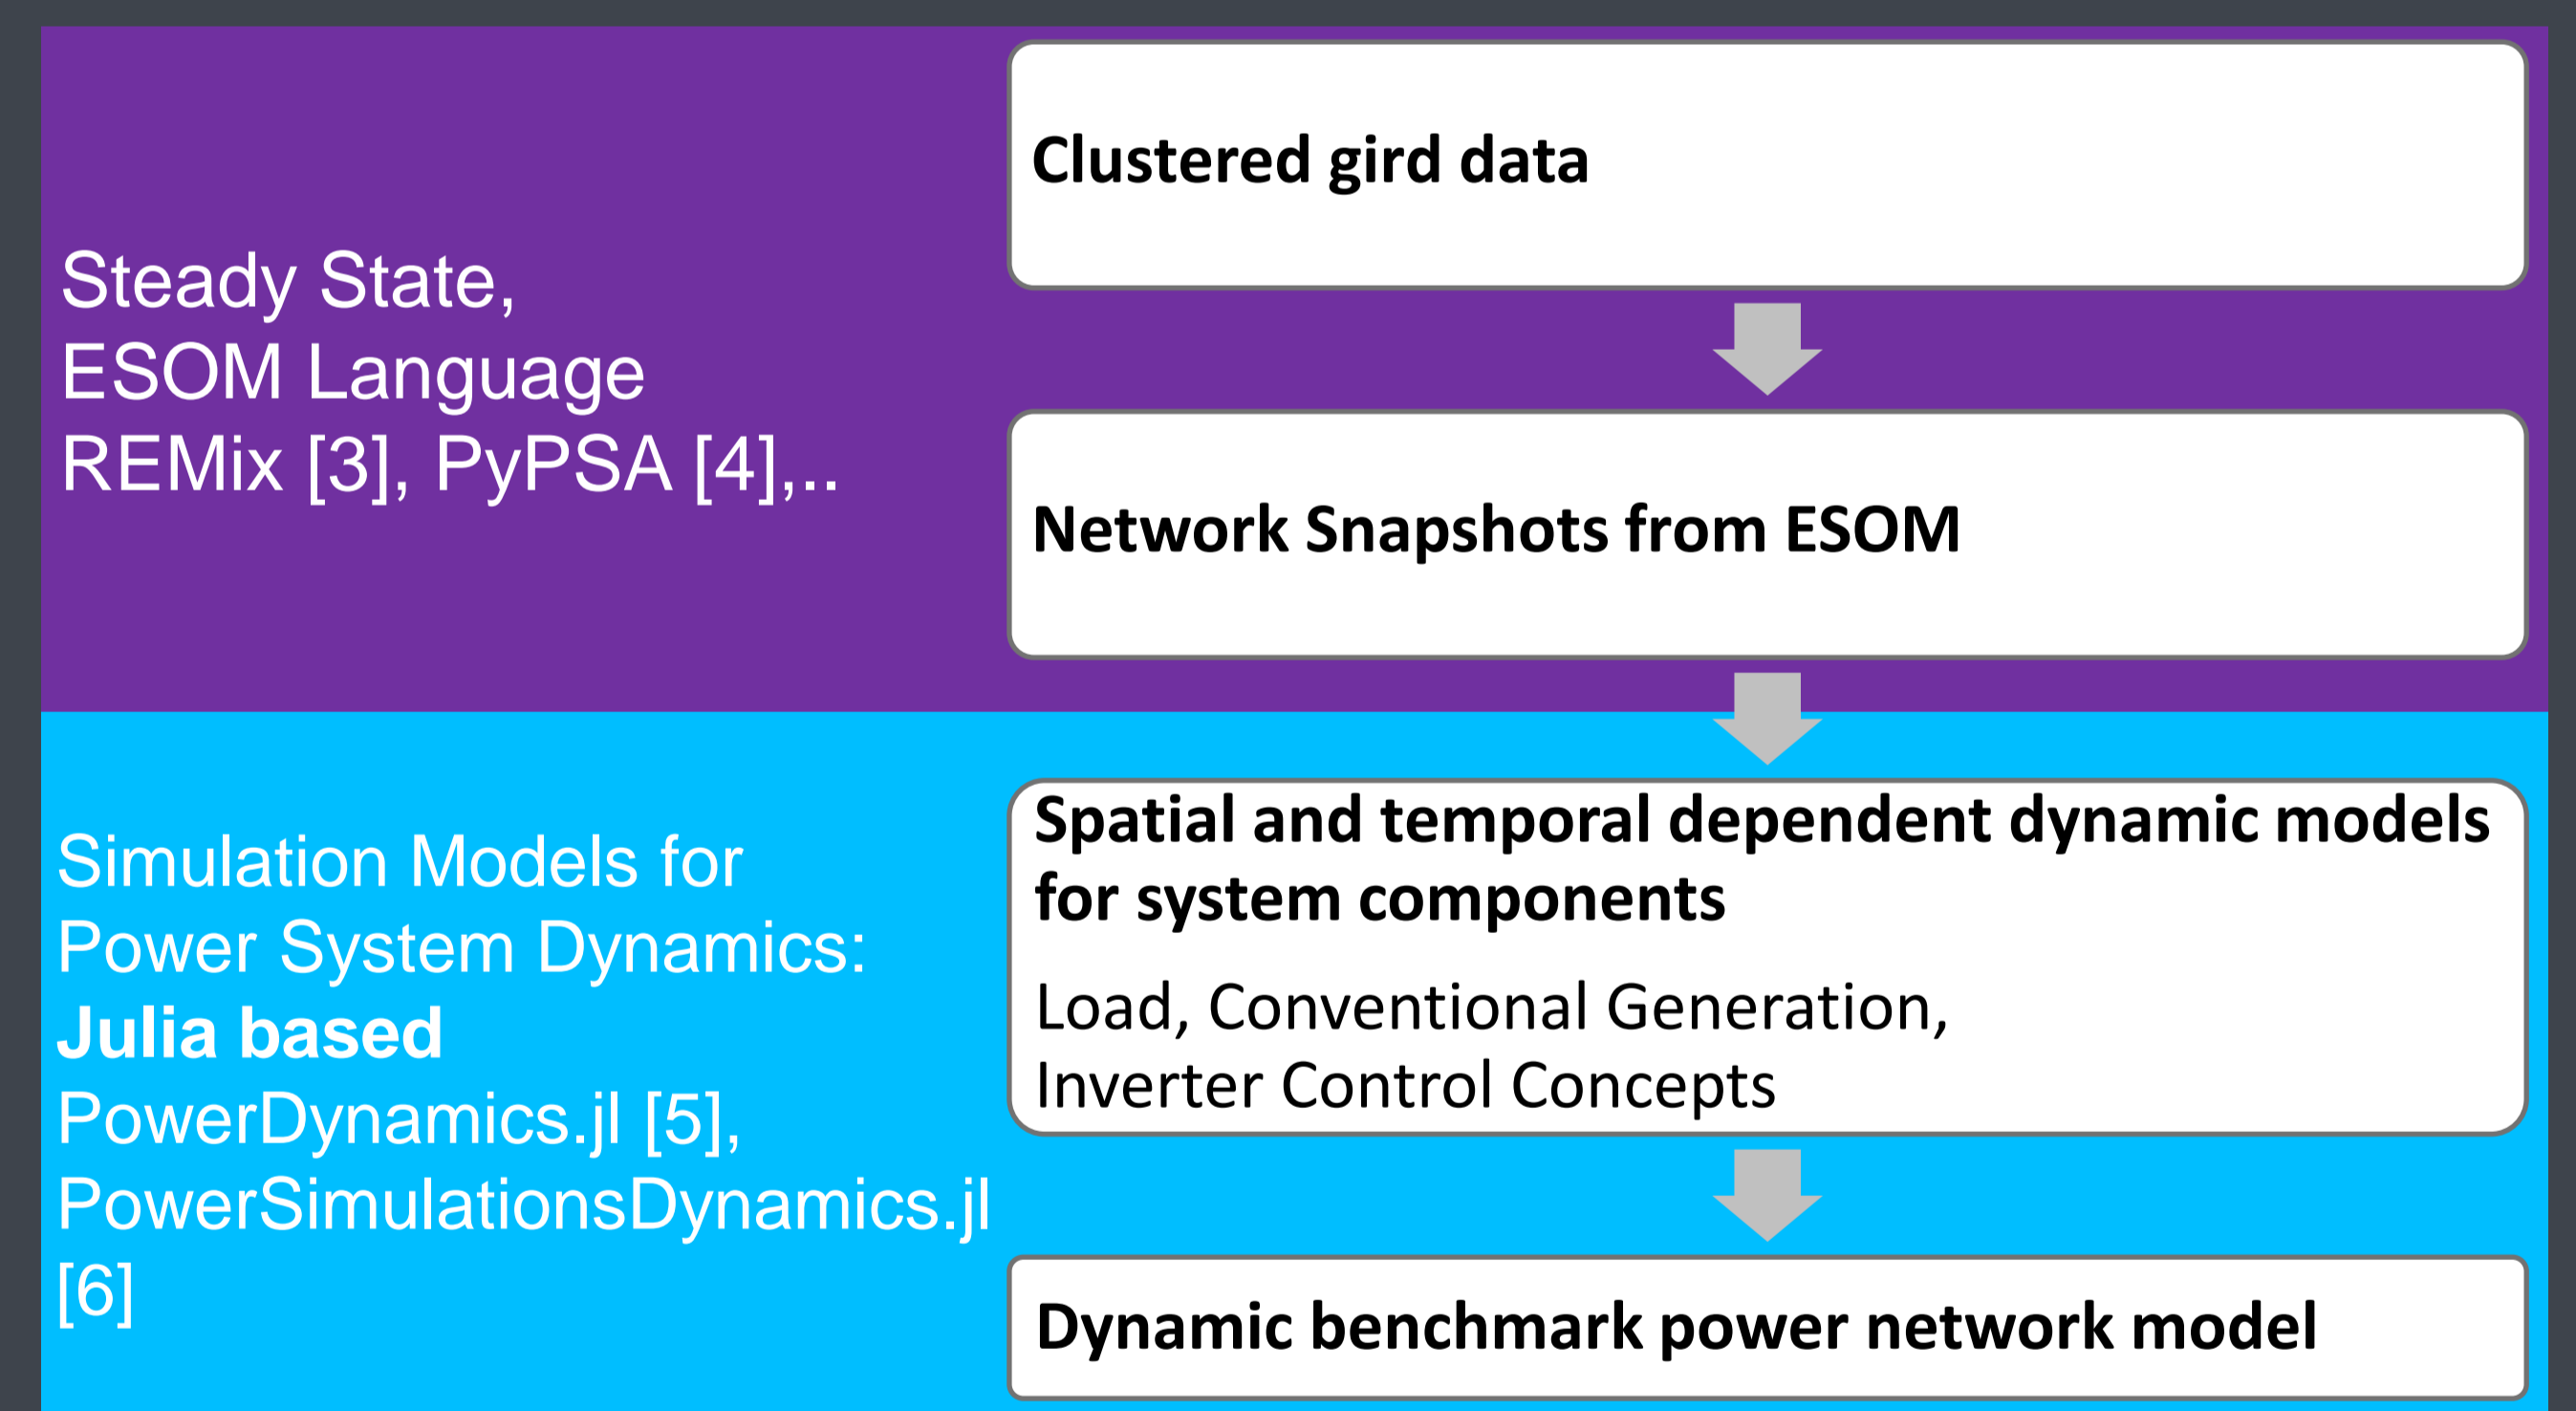 Steady State,
ESOM Language
REMix [3], PyPSA [4],..
Clustered gird data
Network Snapshots from ESOM
Simulation Models for
Power System Dynamics:
Julia based
PowerDynamics.jl [5],
PowerSimulationsDynamics.jl
[6]
Spatial and temporal dependent dynamic models
for system components
Load, Conventional Generation,
Inverter Control Concepts
Dynamic benchmark power network model